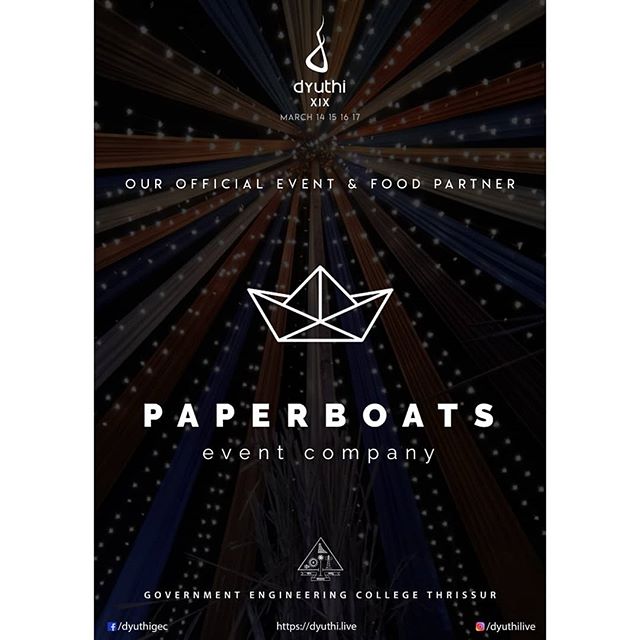 dyuthi
XIX
MARCH 14 15 16 17
OUR OFFICIAL EVENT & FOOD PARTNER
PAPERBOATS
event company
GOVERNMENT ENGINEERING COLLEGE THRISSUR
/dyuthigec
https://dyuthi.live
/dyuthilive